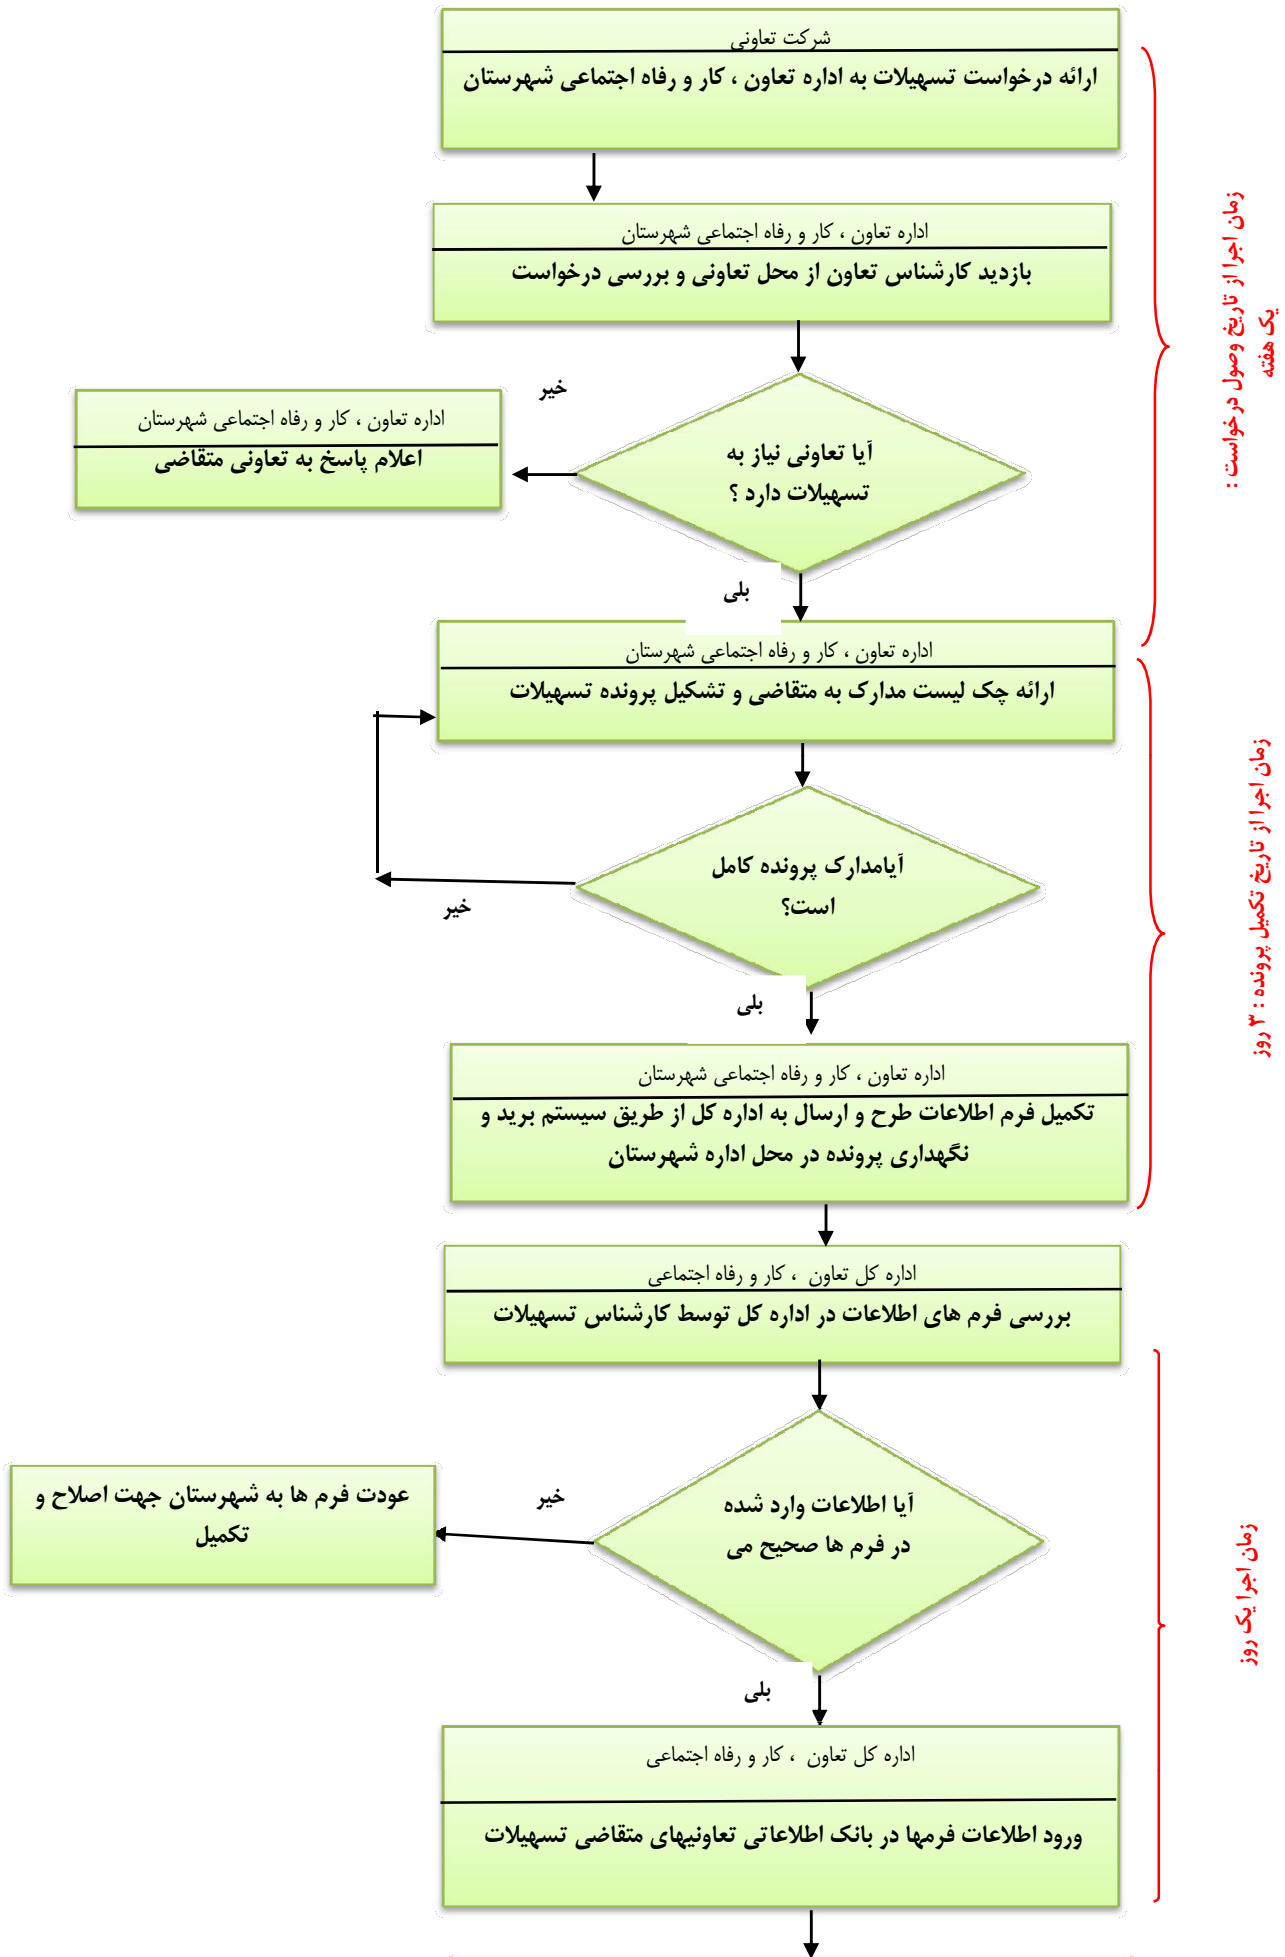 شرکت تعاونی
ارائه درخواست تسهیلات به اداره تعاون ، کار و رفاه اجتماعی شهرستان
اداره تعاون ، کار و رفاه اجتماعی شهرستان
بازدید کارشناس تعاون از محل تعاونی و بررسی درخواست
زمان اجرا از تاریخ وصول درخواست :
یک هفته
آیا تعاونی نیاز به
تسهیلات دارد ؟
خیر
اداره تعاون ، کار و رفاه اجتماعی شهرستان
اعلام پاسخ به تعاونی متقاضی
بلی
اداره تعاون ، کار و رفاه اجتماعی شهرستان
ارائه چک لیست مدارک به متقاضی و تشکیل پرونده تسهیلات
آیامدارک پرونده کامل
است؟
خیر
بلی
زمان اجرا از تاریخ تکمیل پرونده : ۳ روز
اداره تعاون ، کار و رفاه اجتماعی شهرستان
تکمیل فرم اطلاعات طرح و ارسال به اداره کل از طریق سیستم برید و
نگهداری پرونده در محل اداره شهرستان
اداره کل تعاون ، کار و رفاه اجتماعی
بررسی فرم های اطلاعات در اداره کل توسط کارشناس تسهیلات
آیا اطلاعات وارد شده
در فرم ها صحیح می
خیر
عودت فرم ها به شهرستان جهت اصلاح و
تکمیل
زمان اجرا یک روز
بلی
اداره کل تعاون ، کار و رفاه اجتماعی
ورود اطلاعات فرمها در بانک اطلاعاتی تعاونیهای متقاضی تسهیلات